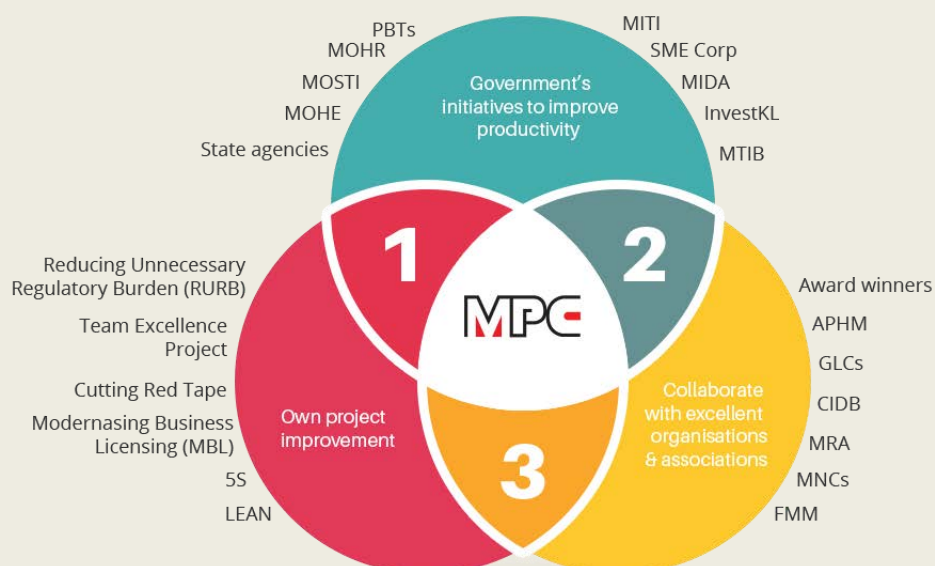 PBTs
MOHR
MOSTI
MOHE
State agencies
MITI
SME Corp
MIDA
InvestKL
MTIB
Government's
initiatives to improve
productivity
1
2
MPC
3
Reducing Unnecessary
Regulatory Burden (RURB)
Team Excellence
Project
Cutting Red Tape
Modernasing Business
Licensing (MBL)
5S
LEAN
Own project
improvement
Collaborate
with excellent
organisations
& associations
Award winners
APHM
GLCs
CIDB
MRA
MNCs
FMM